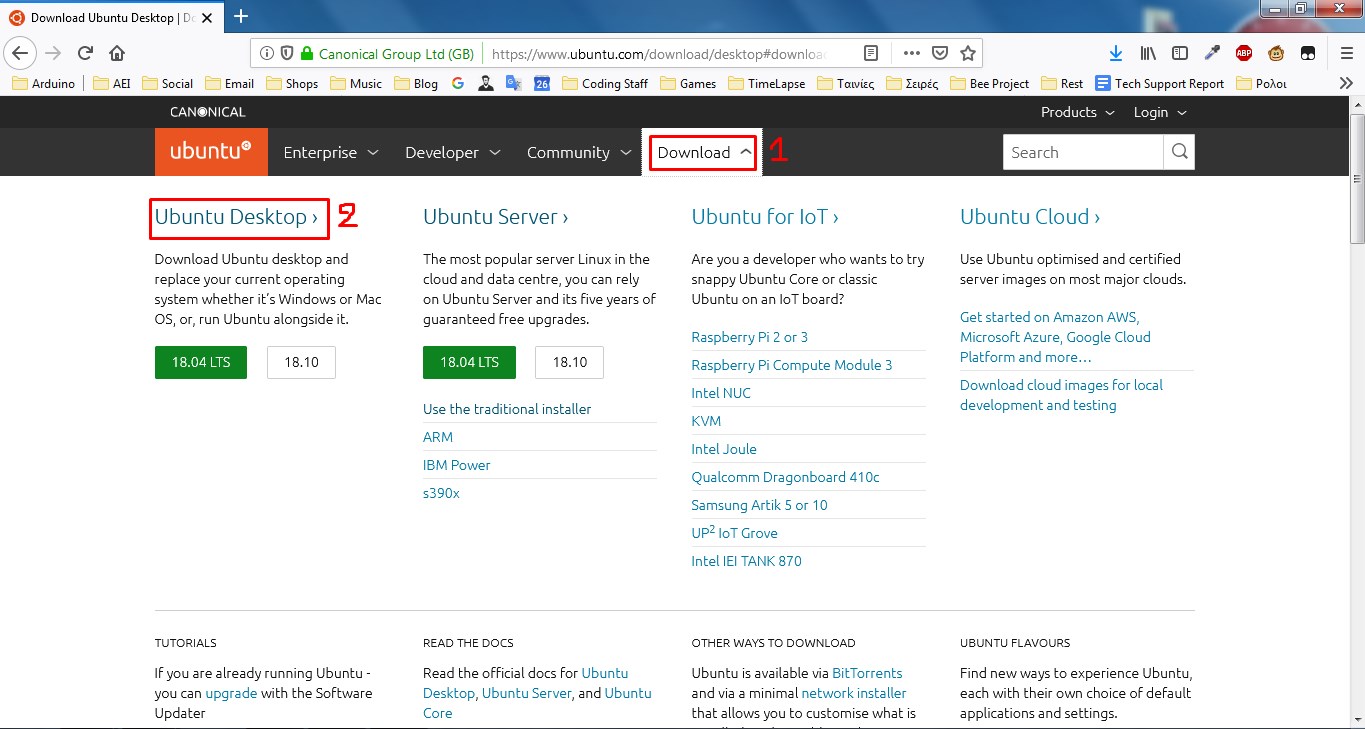 Download Ubuntu Desktop | Do
Canonical Group Ltd (GB) https://www.ubuntu.com/download/desktop#download
Arduino AEI Social Email Shops Music Blog G 26 Coding Staff Games TimeLapse Ταινίες Σειρές Bee Project Rest Tech Support Report Ρολοι
CANONICAL Products Login
ubuntu Enterprise Developer Community Download 1 Search
Ubuntu Desktop › 2
Download Ubuntu desktop and
replace your current operating
system whether it's Windows or Mac
OS, or, run Ubuntu alongside it.
18.04 LTS 18.10
Ubuntu Server ›
The most popular server Linux in the
cloud and data centre, you can rely
on Ubuntu Server and its five years of
guaranteed free upgrades.
18.04 LTS 18.10
Use the traditional installer
ARM
IBM Power
s390x
Ubuntu for IoT ›
Are you a developer who wants to try
snappy Ubuntu Core or classic
Ubuntu on an IoT board?
Raspberry Pi 2 or 3
Raspberry Pi Compute Module 3
Intel NUC
KVM
Intel Joule
Qualcomm Dragonboard 410c
Samsung Artik 5 or 10
UP² IoT Grove
Intel IEI TANK 870
Ubuntu Cloud ›
Use Ubuntu optimised and certified
server images on most major clouds.
Get started on Amazon AWS,
Microsoft Azure, Google Cloud
Platform and more…
Download cloud images for local
development and testing
TUTORIALS
If you are already running Ubuntu -
you can upgrade with the Software
Updater
READ THE DOCS
Read the official docs for Ubuntu
Desktop, Ubuntu Server, and Ubuntu
Core
OTHER WAYS TO DOWNLOAD
Ubuntu is available via BitTorrents
and via a minimal network installer
that allows you to customise what is
UBUNTU FLAVOURS
Find new ways to experience Ubuntu,
each with their own choice of default
applications and settings.